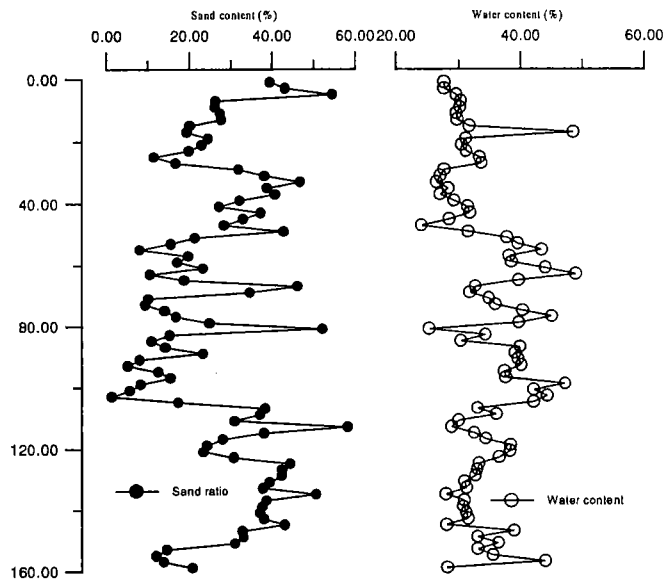 Sand content (%)
Water content (%)
0.00 20.00 40.00 60.00
20.00 40.00 60.00
0.00
40.00
80.00
120.00
160.00
Sand ratio
Water content